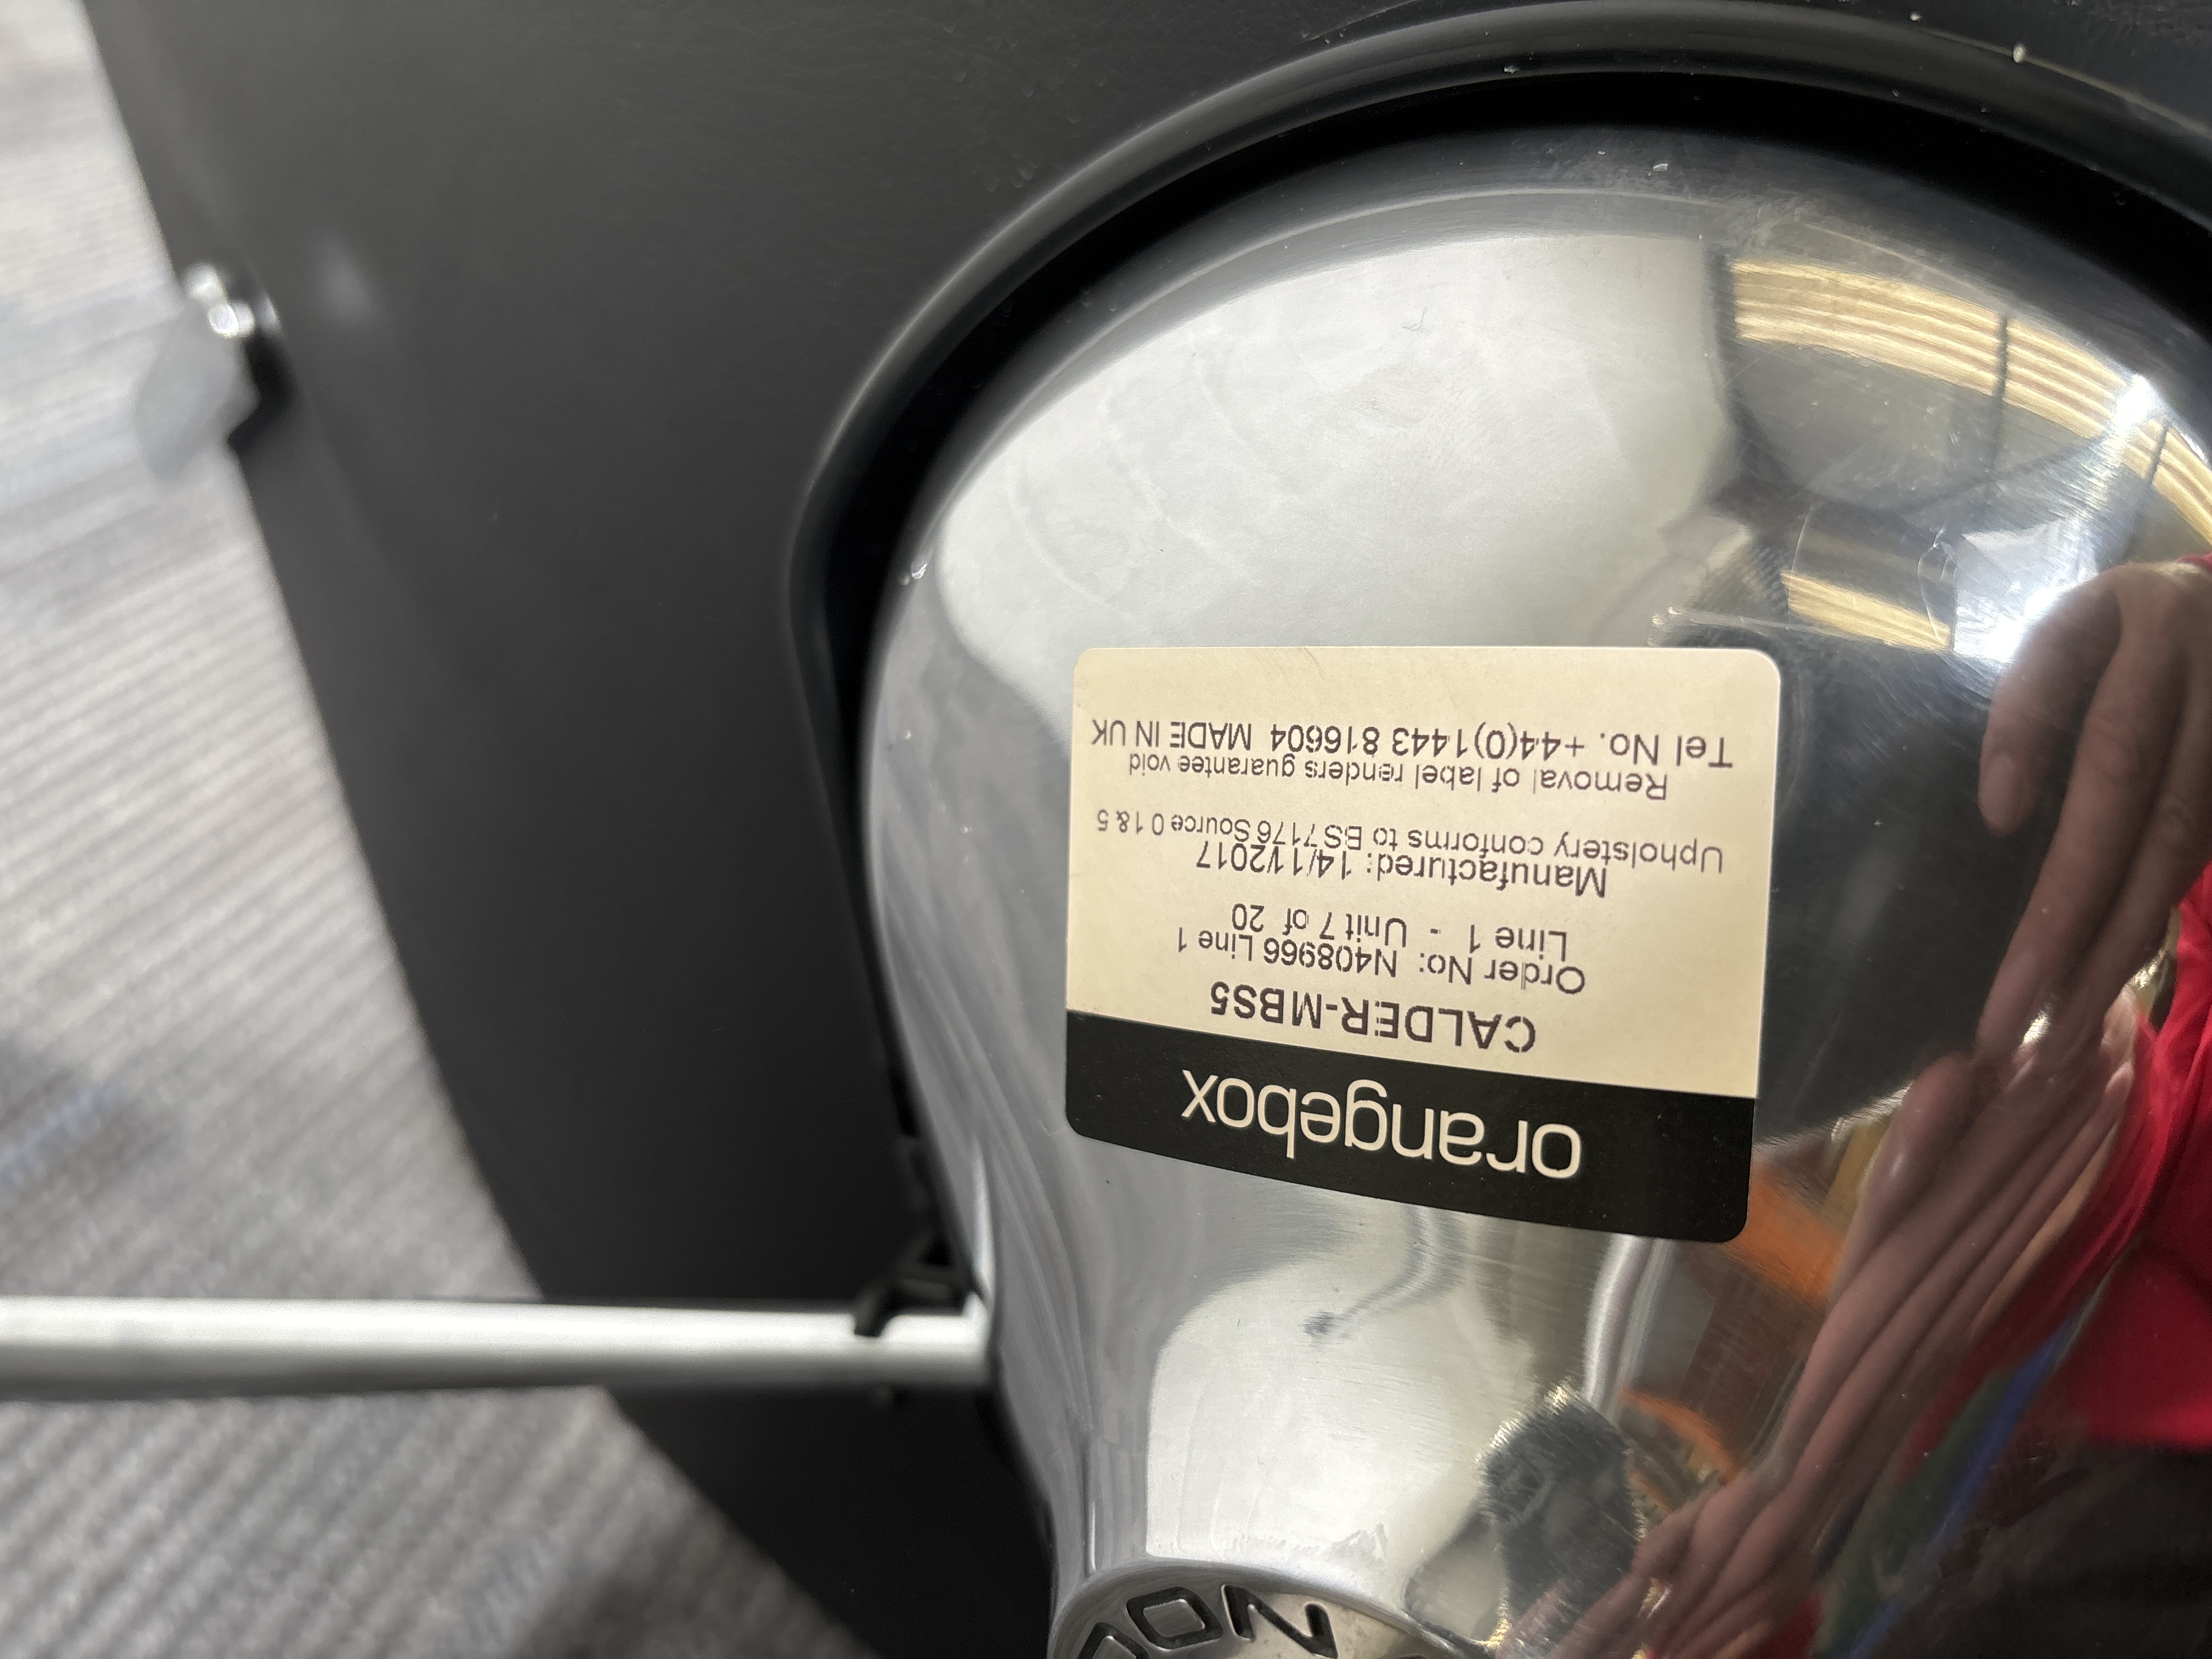 orangebox
CALDER-MBS5
Order No: N408966 Line 1
Line 1 - Unit 7 of 20
Manufactured: 14/11/2017
Upholstery conforms to BS7176 Source 0 1 & 5
Removal of label renders guarantee void
Tel No. +44(0)1443 816604 MADE IN UK